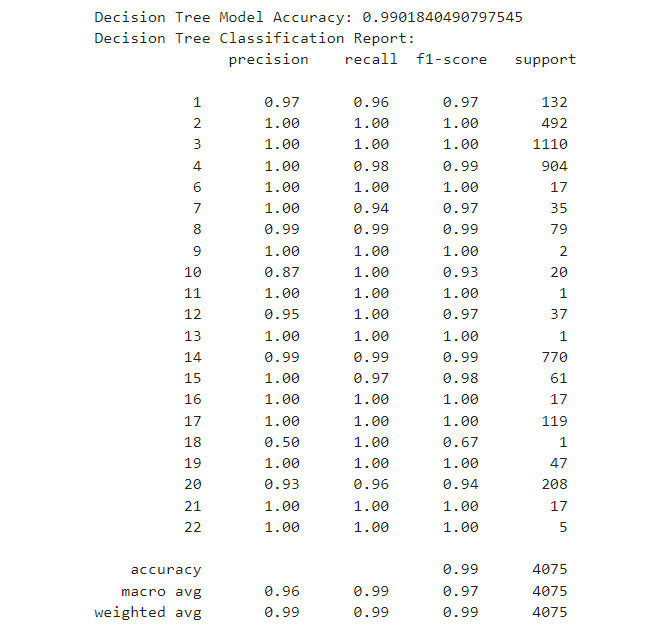 Decision Tree Model Accuracy: 0.9901840490797545
Decision Tree Classification Report:
precision recall f1-score support
1 0.97 0.96 0.97 132
2 1.00 1.00 1.00 492
3 1.00 1.00 1.00 1110
4 1.00 0.98 0.99 904
6 1.00 1.00 1.00 17
7 1.00 0.94 0.97 35
8 0.99 0.99 0.99 79
9 1.00 1.00 1.00 2
10 0.87 1.00 0.93 20
11 1.00 1.00 1.00 1
12 0.95 1.00 0.97 37
13 1.00 1.00 1.00 1
14 0.99 0.99 0.99 770
15 1.00 0.97 0.98 61
16 1.00 1.00 1.00 17
17 1.00 1.00 1.00 119
18 0.50 1.00 0.67 1
19 1.00 1.00 1.00 47
20 0.93 0.96 0.94 208
21 1.00 1.00 1.00 17
22 1.00 1.00 1.00 5
accuracy 0.99 4075
macro avg 0.96 0.99 0.97 4075
weighted avg 0.99 0.99 0.99 4075